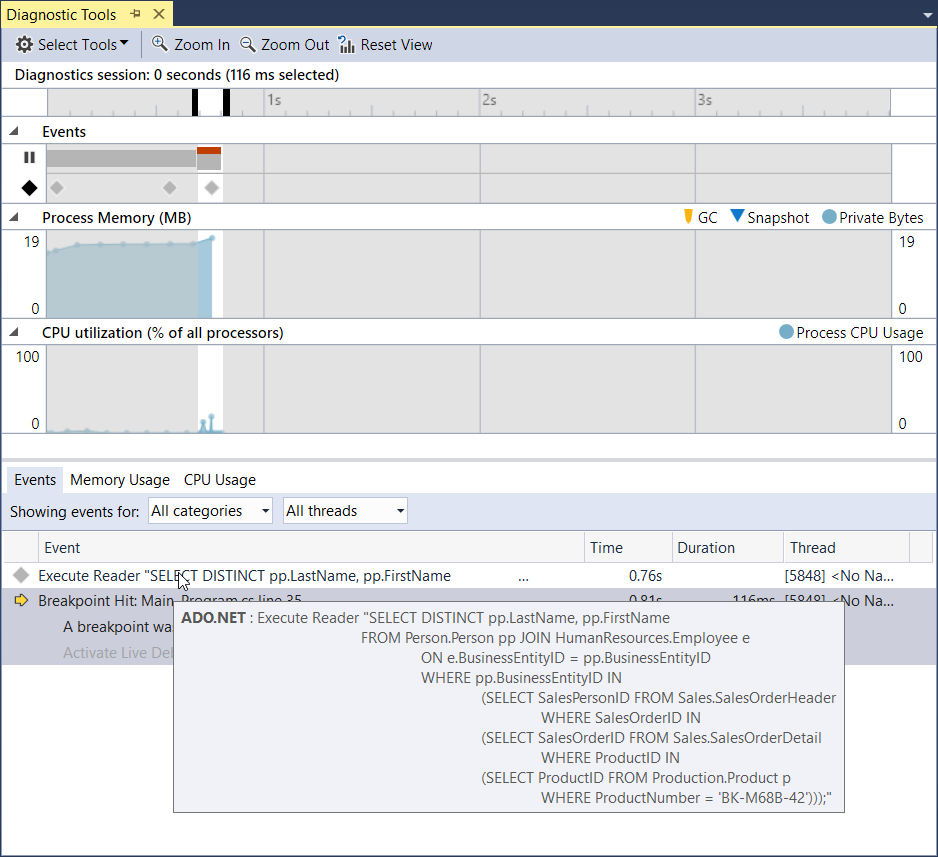 Diagnostic Tools
Select Tools Zoom In Zoom Out Reset View
Diagnostics session: 0 seconds (116 ms selected)
1s 2s 3s
Events
Process Memory (MB) GC Snapshot Private Bytes
19 19
0 0
CPU utilization (% of all processors) Process CPU Usage
100 100
0 0
Events Memory Usage CPU Usage
Showing events for: All categories All threads
Event Time Duration Thread
Execute Reader "SELECT DISTINCT pp.LastName, pp.FirstName ... 0.76s [5848] <No Na...
Breakpoint Hit: Main, Program.cs line 35 0.81s 116ms [5848] <No Na...
A breakpoint wa
Activate Live Del
ADO.NET : Execute Reader "SELECT DISTINCT pp.LastName, pp.FirstName
FROM Person.Person pp JOIN HumanResources.Employee e
ON e.BusinessEntityID = pp.BusinessEntityID
WHERE pp.BusinessEntityID IN
(SELECT SalesPersonID FROM Sales.SalesOrderHeader
WHERE SalesOrderID IN
(SELECT SalesOrderID FROM Sales.SalesOrderDetail
WHERE ProductID IN
(SELECT ProductID FROM Production.Product p
WHERE ProductNumber = 'BK-M68B-42')));"